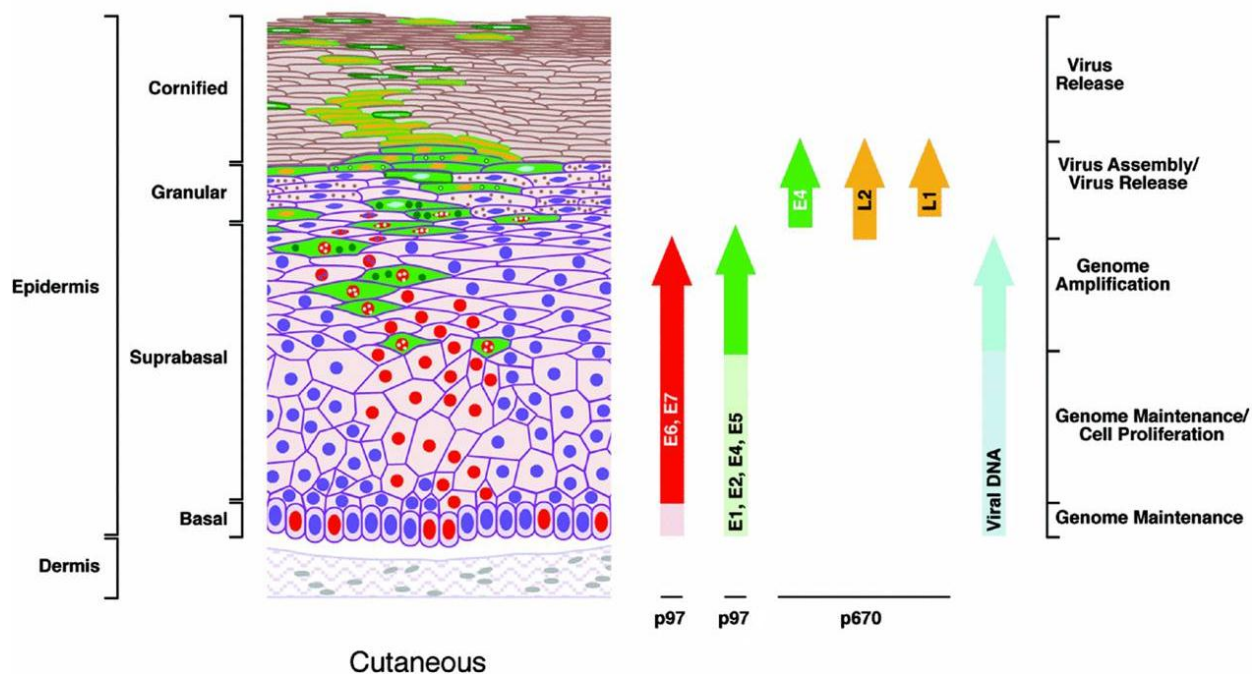 Epidermis
Dermis
Cornified
Granular
Suprabasal
Basal
E6, E7
E1, E2, E4, E5
E4
L2
L1
Viral DNA
Virus
Release
Virus Assembly/
Virus Release
Genome
Amplification
Genome Maintenance/
Cell Proliferation
Genome Maintenance
p97
p97
p670
Cutaneous